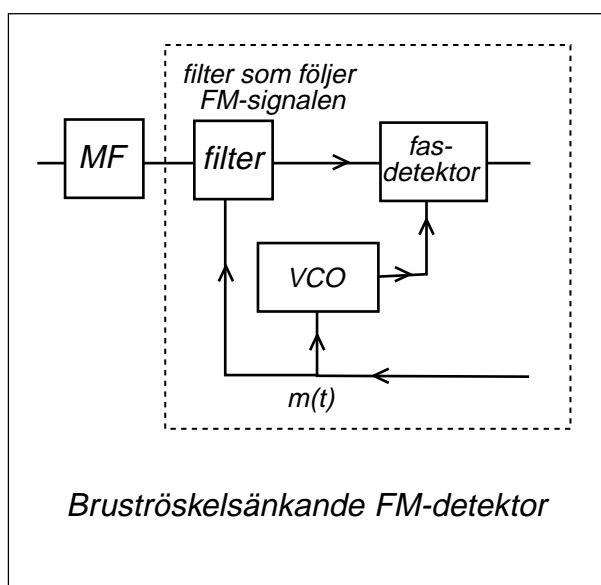 filter som följer
FM-signalen
MF
filter
fas-
detektor
VCO
m(t)
Bruströskelsänkande FM-detektor